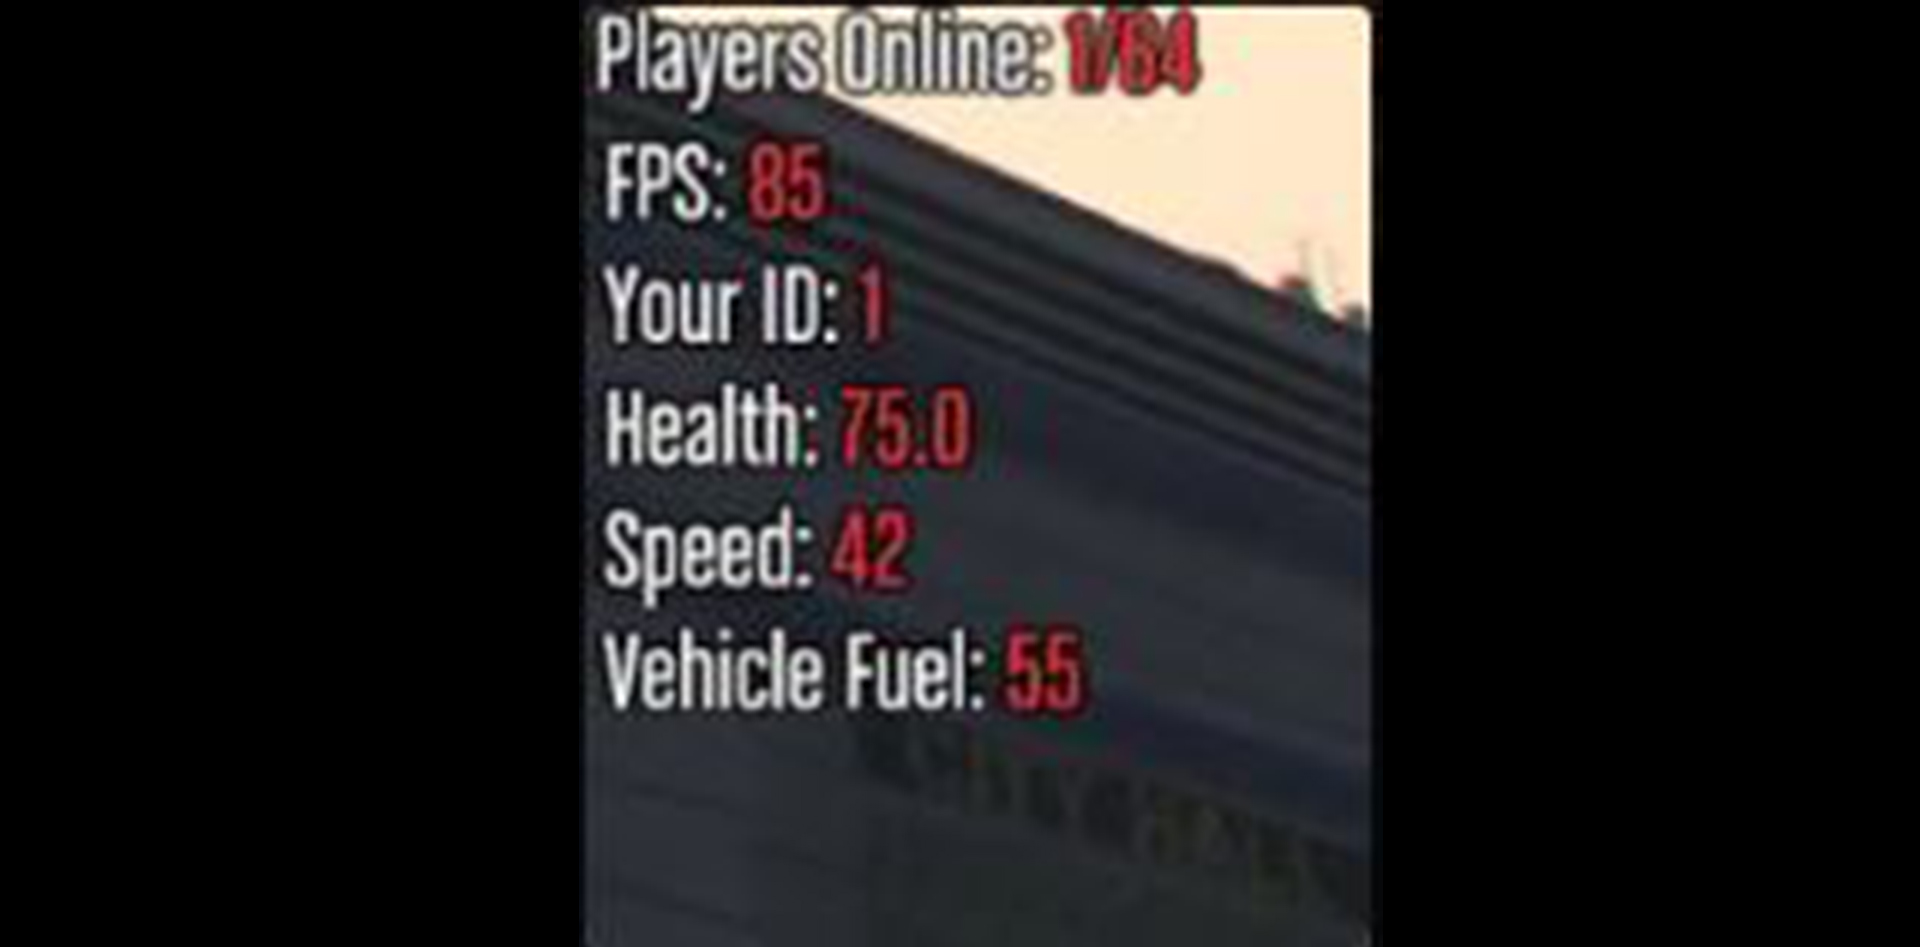 Players Online: 1/64
FPS: 85
Your ID: 1
Health: 75.0
Speed: 42
Vehicle Fuel: 55